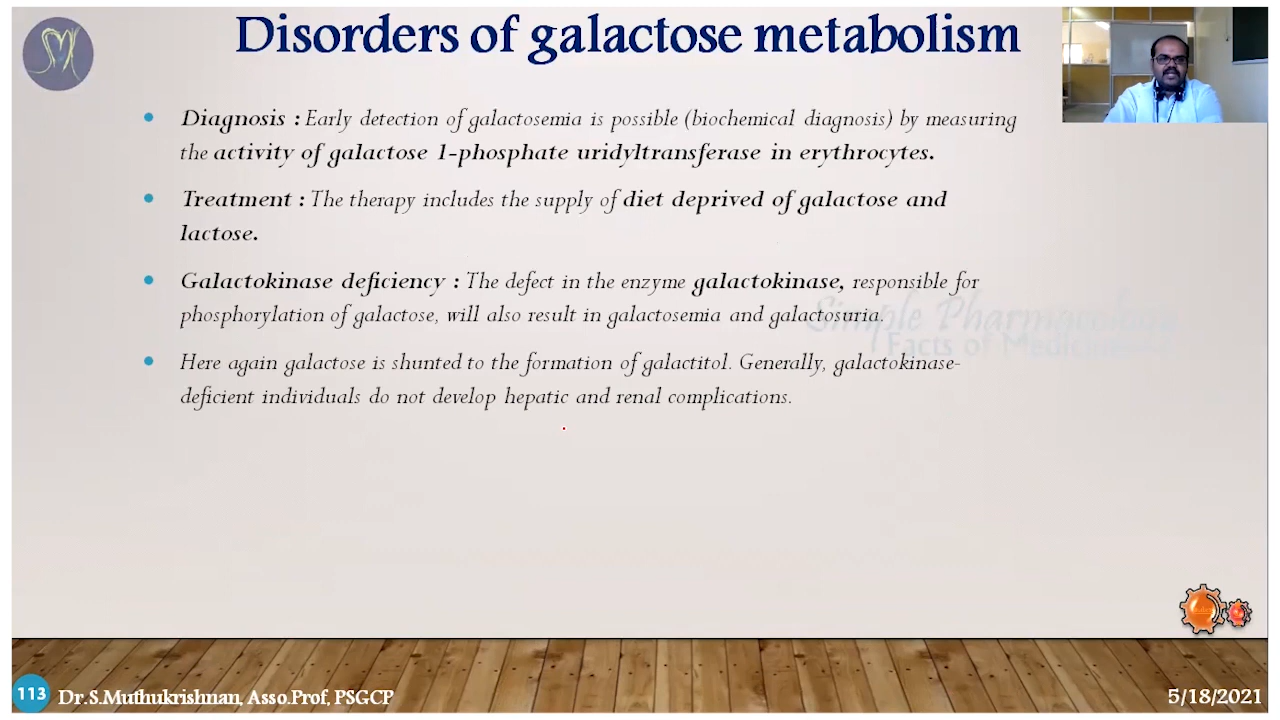 Disorders of galactose metabolism
Diagnosis : Early detection of galactosemia is possible (biochemical diagnosis) by measuring
the activity of galactose 1-phosphate uridyltransferase in erythrocytes.
Treatment : The therapy includes the supply of diet deprived of galactose and
lactose.
Galactokinase deficiency : The defect in the enzyme galactokinase, responsible for
phosphorylation of galactose, will also result in galactosemia and galactosuria.
Simple
Facts of
Here again galactose is shunted to the formation of galactitol. Generally, galactokinase-
deficient individuals do not develop hepatic and renal complications.
113 Dr.S.Muthukrishnan, Asso.Prof, PSGCP
5/18/2021